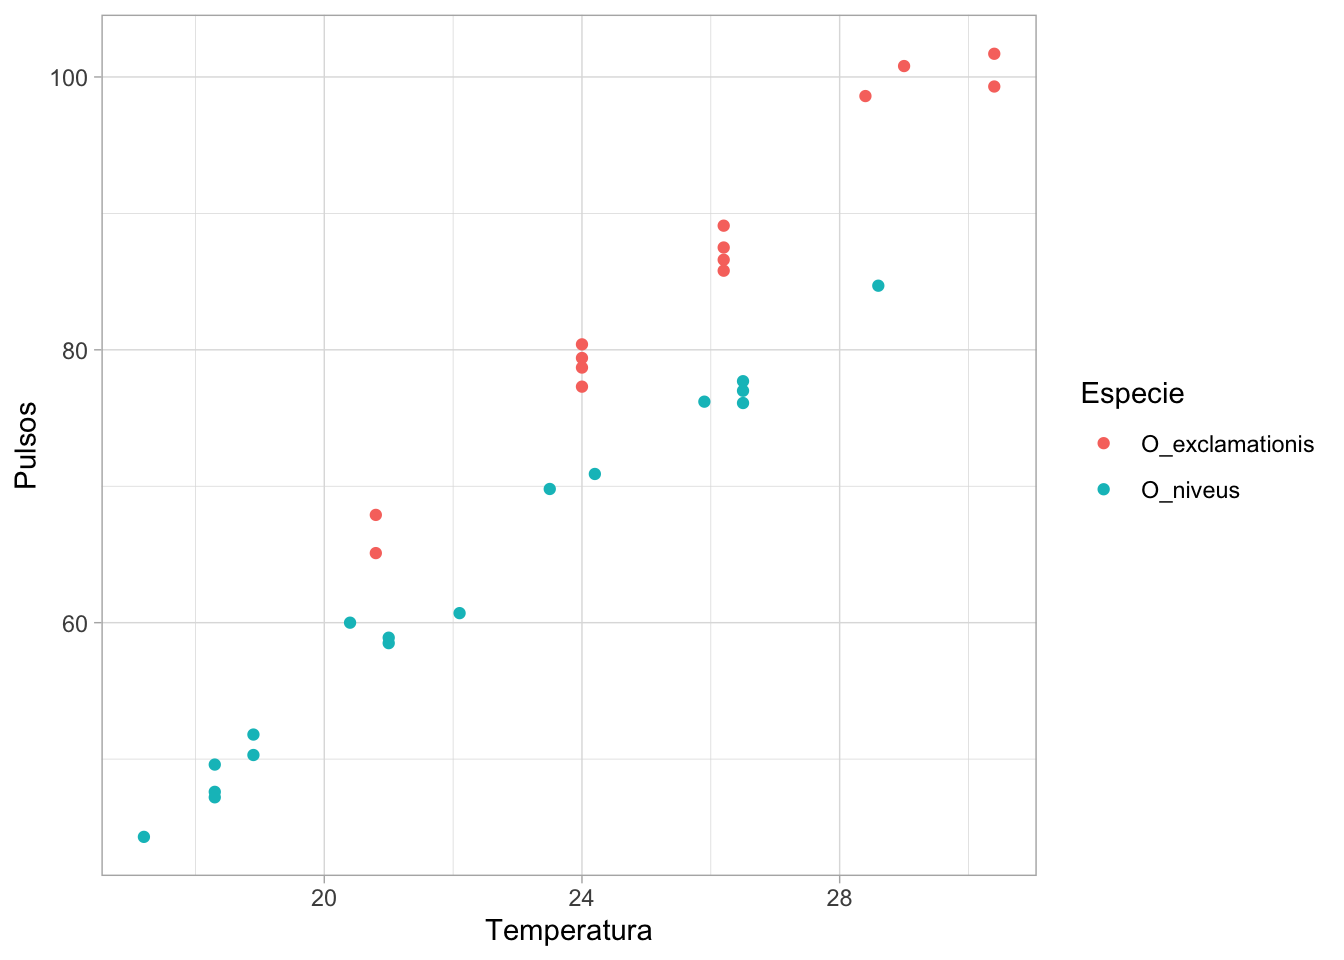 100
80
60
Pulsos
20 24 28
Temperatura
Especie
O_exclamationis
O_niveus